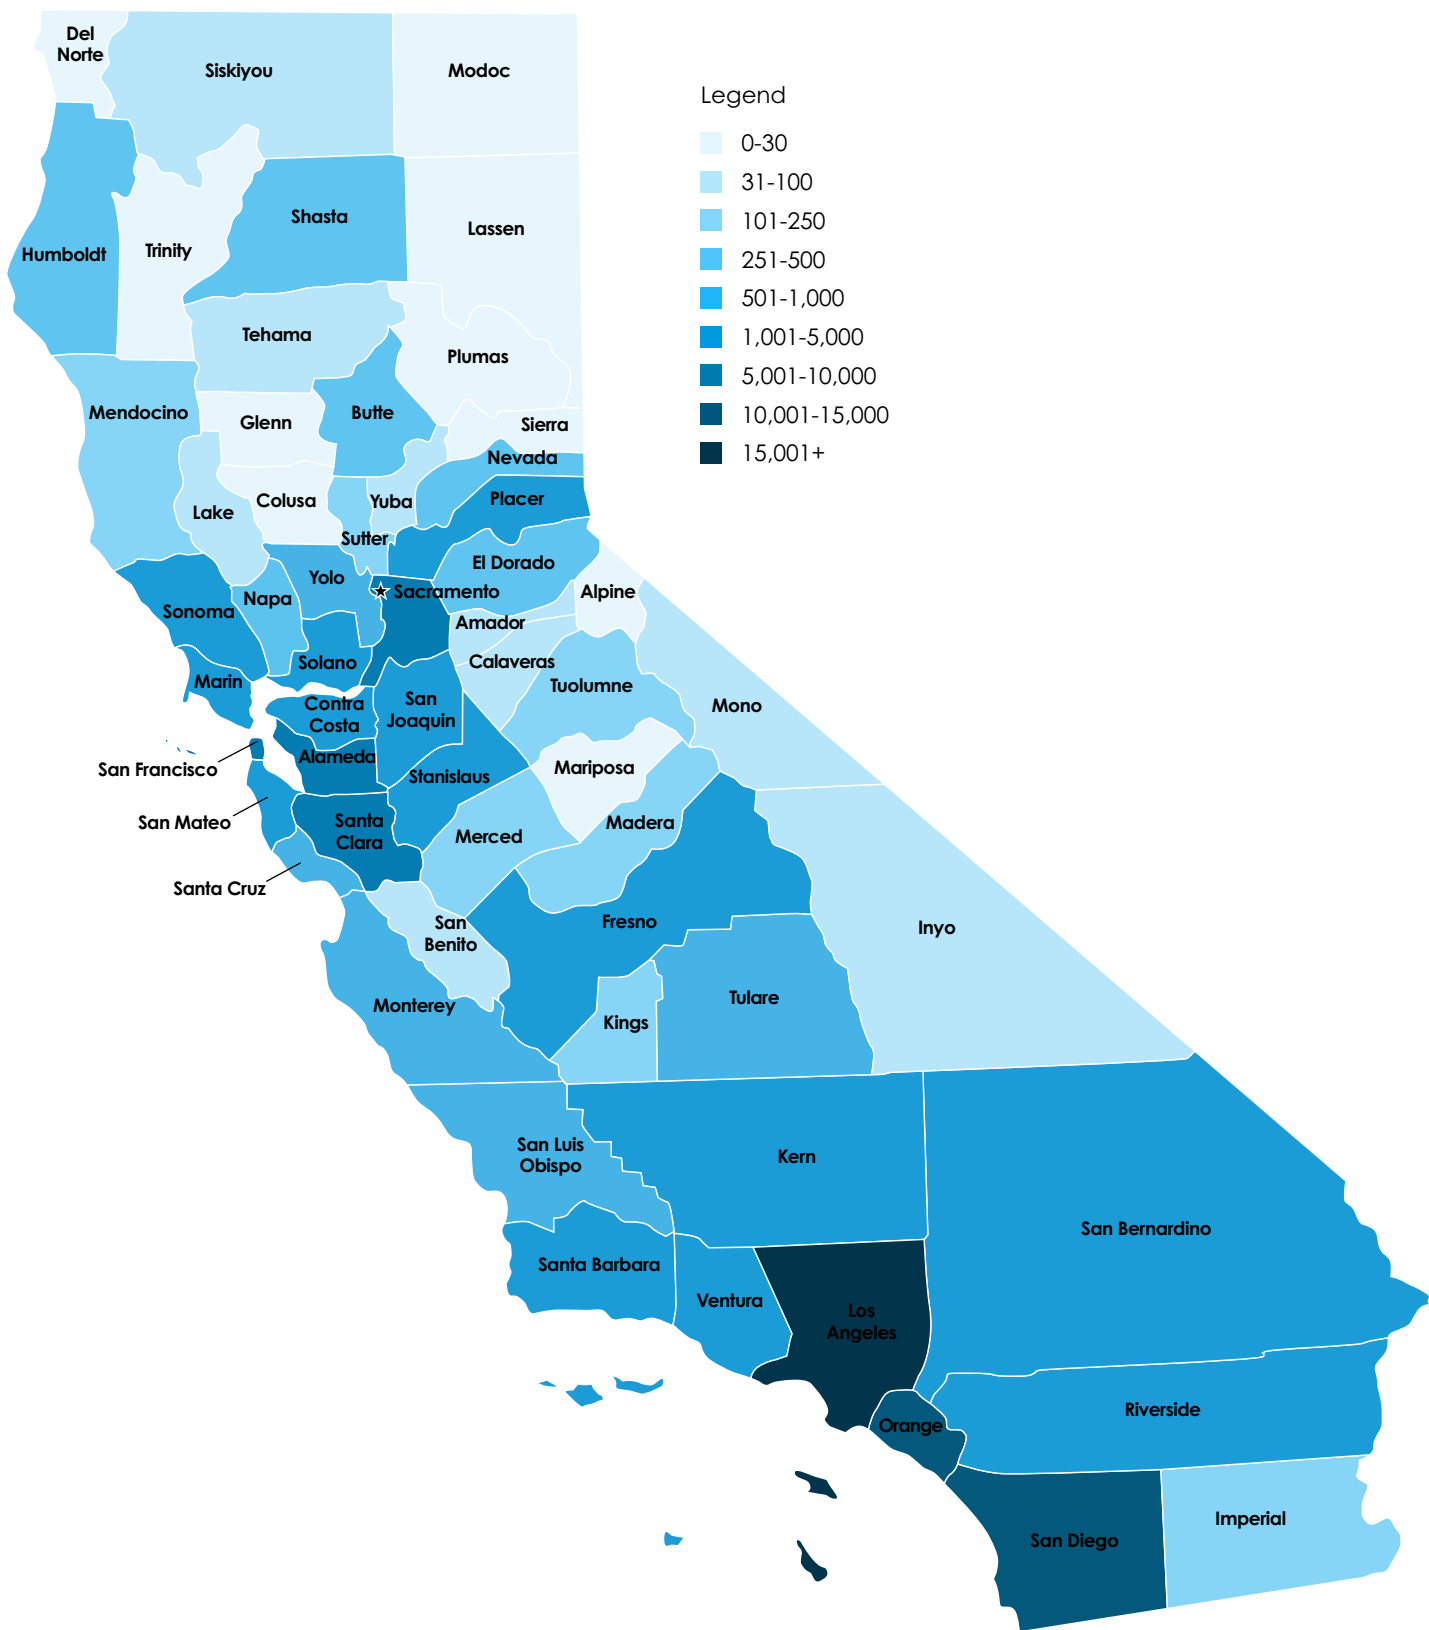 Del
Norte
Siskiyou
Modoc
Legend
0-30
31-100
101-250
251-500
501-1,000
1,001-5,000
5,001-10,000
10,001-15,000
15,001+
Humboldt
Trinity
Shasta
Lassen
Tehama
Plumas
Mendocino
Glenn
Butte
Sierra
Nevada
Lake
Colusa
Yuba
Placer
Sutter
El Dorado
Yolo
Napa
Sacramento
Alpine
Sonoma
Amador
Calaveras
Solano
Marin
Tuolumne
Contra
Costa
San
Joaquin
Mono
San Francisco
Alameda
Stanislaus
Mariposa
San Mateo
Santa
Clara
Merced
Madera
Santa Cruz
San
Benito
Fresno
Inyo
Monterey
Kings
Tulare
San Luis
Obispo
Kern
San Bernardino
Santa Barbara
Ventura
Los
Angeles
Riverside
Orange
San Diego
Imperial